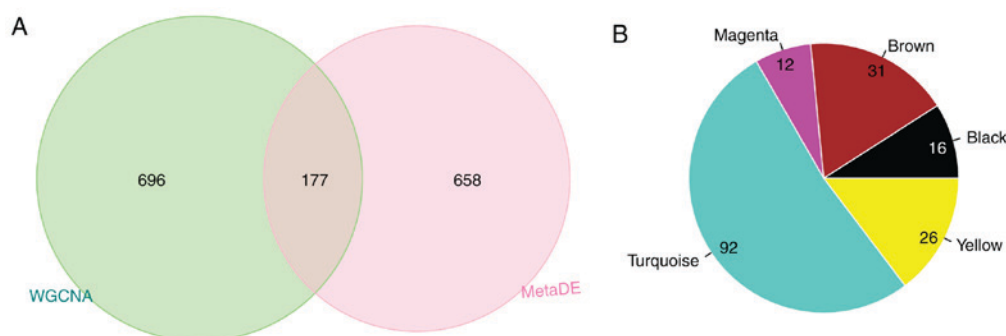 A
696
177
658
WGCNA
MetaDE
B
Magenta
12
Brown
31
Black
16
Yellow
26
Turquoise
92